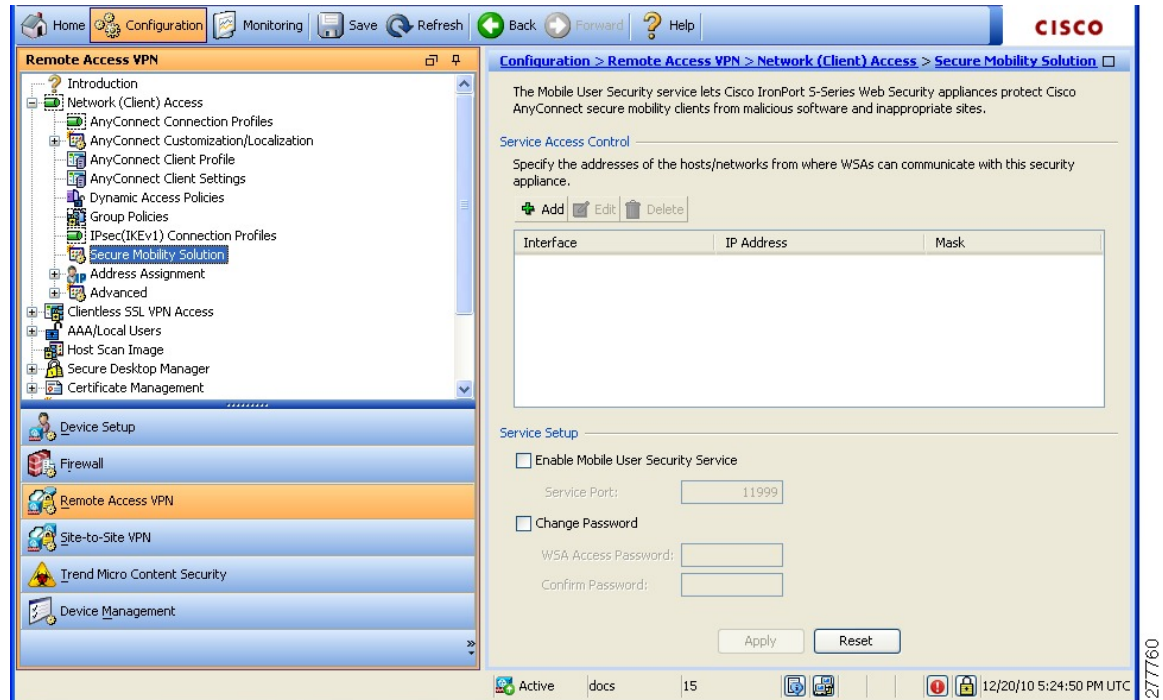 Home Configuration Monitoring Save Refresh Back Forward Help
CISCO
Remote Access VPN
Introduction
Network (Client) Access
AnyConnect Connection Profiles
AnyConnect Customization/Localization
AnyConnect Client Profile
AnyConnect Client Settings
Dynamic Access Policies
Group Policies
IPsec(IKEv1) Connection Profiles
Secure Mobility Solution
Address Assignment
Advanced
Clientless SSL VPN Access
AAA/Local Users
Host Scan Image
Secure Desktop Manager
Certificate Management
Device Setup
Firewall
Remote Access VPN
Site-to-Site VPN
Trend Micro Content Security
Device Management
Configuration > Remote Access VPN > Network (Client) Access > Secure Mobility Solution
The Mobile User Security service lets Cisco IronPort S-Series Web Security appliances protect Cisco
AnyConnect secure mobility clients from malicious software and inappropriate sites.
Service Access Control
Specify the addresses of the hosts/networks from where WSAs can communicate with this security
appliance.
Add Edit Delete
Interface IP Address Mask
Service Setup
Enable Mobile User Security Service
Service Port: 11999
Change Password
WSA Access Password:
Confirm Password:
Apply Reset
Active docs 15 12/20/10 5:24:50 PM UTC
277760